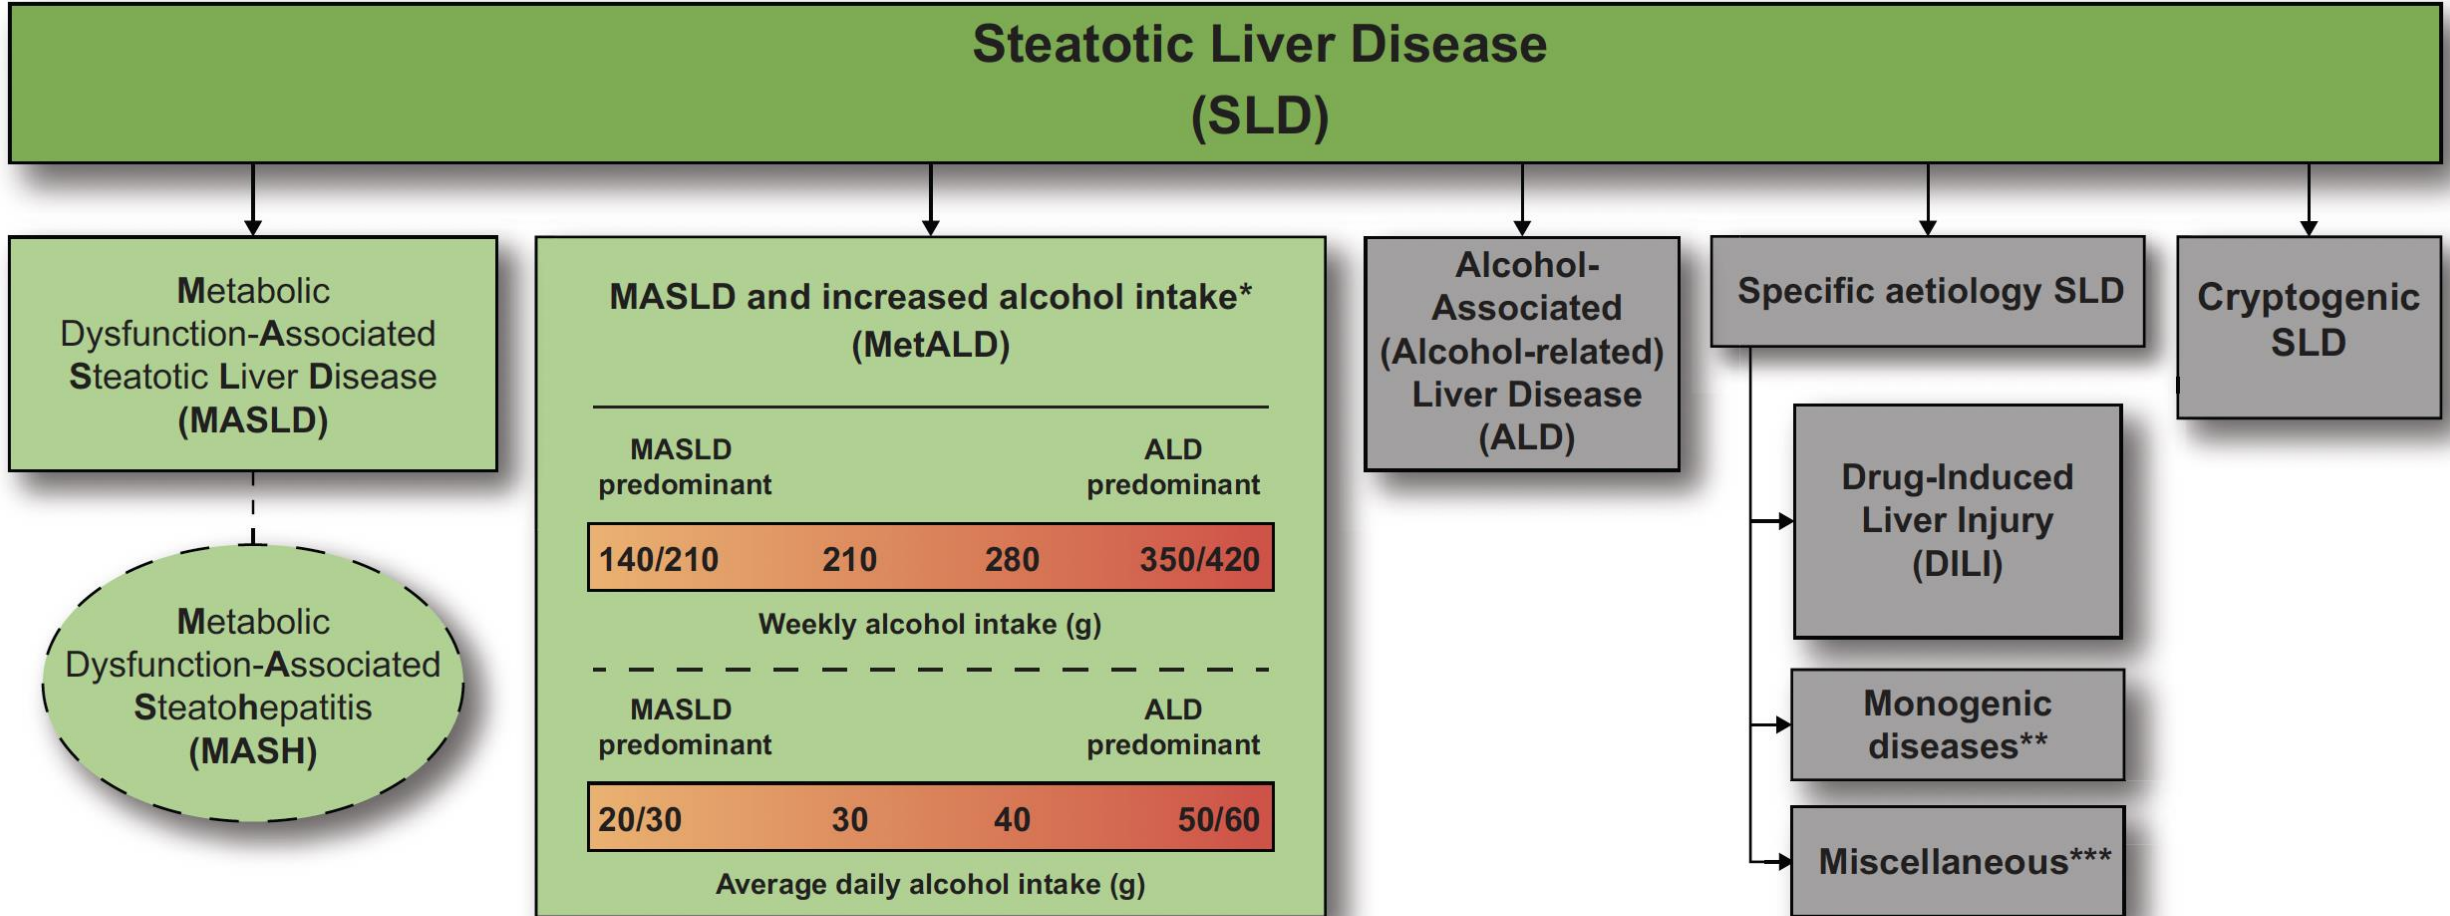 Steatotic Liver Disease
(SLD)
Metabolic
Dysfunction-Associated
Steatotic Liver Disease
(MASLD)
Metabolic
Dysfunction-Associated
Steatohepatitis
(MASH)
MASLD and increased alcohol intake*
(MetALD)
MASLD
predominant
ALD
predominant
140/210 210 280 350/420
Weekly alcohol intake (g)
MASLD
predominant
ALD
predominant
20/30 30 40 50/60
Average daily alcohol intake (g)
Alcohol-
Associated
(Alcohol-related)
Liver Disease
(ALD)
Specific aetiology SLD
Drug-Induced
Liver Injury
(DILI)
Monogenic
diseases**
Miscellaneous***
Cryptogenic
SLD